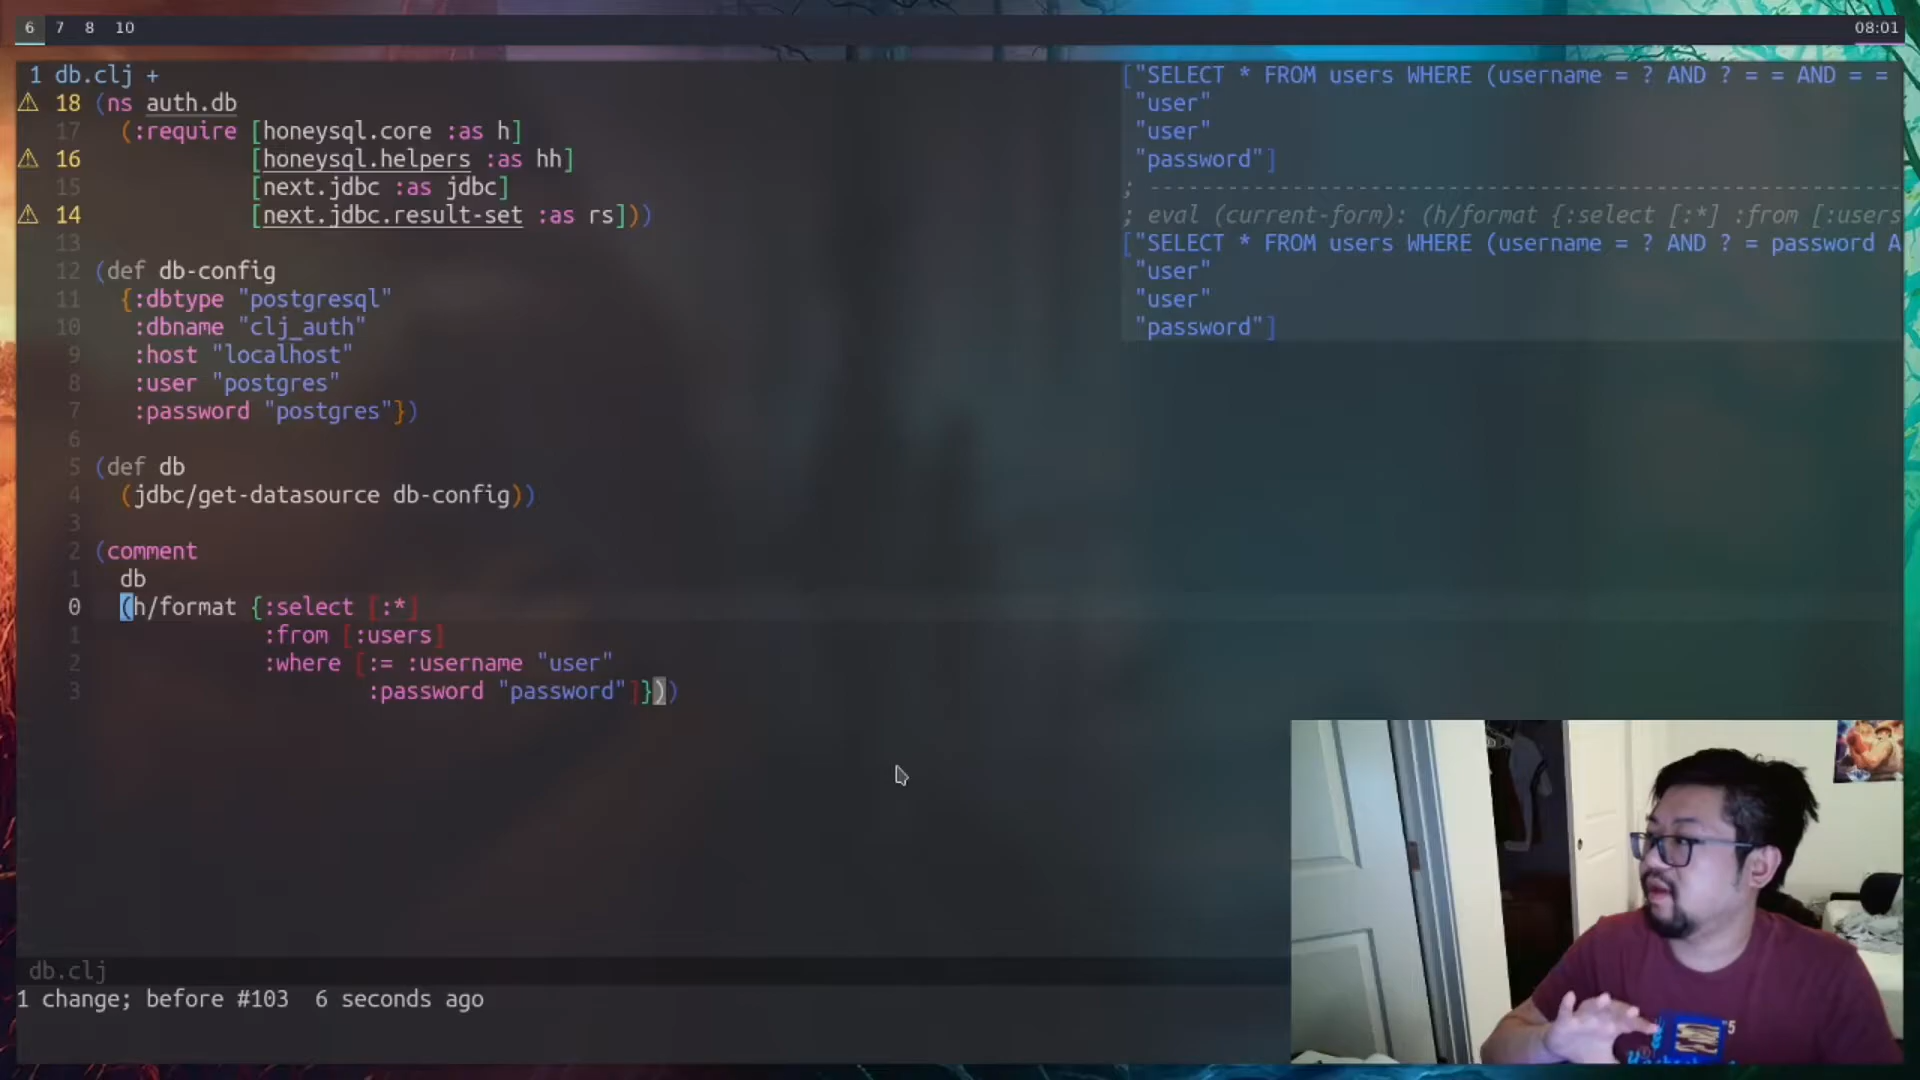 6 7 8 10
08:01
1 db.clj +
⚠ 18 (ns auth.db
17 (:require [honeysql.core :as h]
⚠ 16 [honeysql.helpers :as hh]
15 [next.jdbc :as jdbc]
⚠ 14 [next.jdbc.result-set :as rs]))
13
12 (def db-config
11 {:dbtype "postgresql"
10 :dbname "clj_auth"
9 :host "localhost"
8 :user "postgres"
7 :password "postgres"})
6
5 (def db
4 (jdbc/get-datasource db-config))
3
2 (comment
1 db
0 (h/format {:select [:*]
1 :from [:users]
2 :where [:= :username "user"
3 :password "password"]}))
["SELECT * FROM users WHERE (username = ? AND ? = = AND = =
"user"
"user"
"password"]
; --------------------------------------------------------------------------------
; eval (current-form): (h/format {:select [:*] :from [:users
["SELECT * FROM users WHERE (username = ? AND ? = password A
"user"
"user"
"password"]
db.clj
1 change; before #103 6 seconds ago